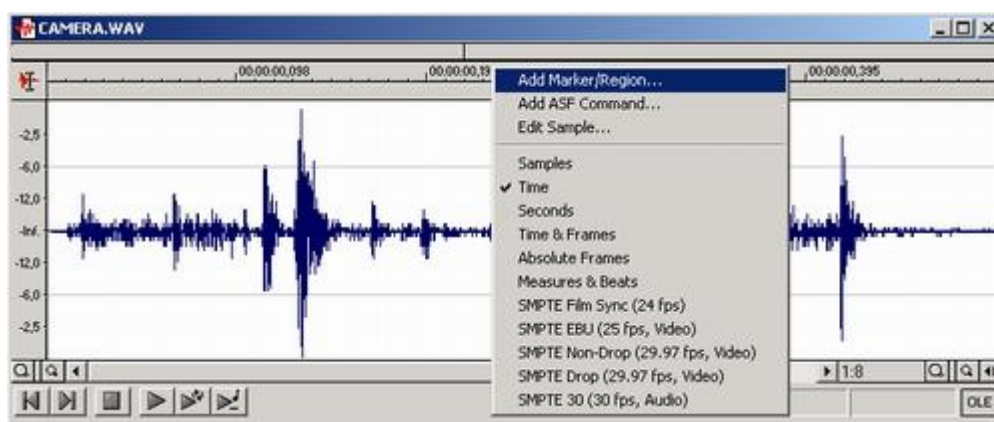 CAMERA.WAV
00:00:00,098
00:00:00,19
00:00:00,395
-2,5
-6,0
-12,0
-Inf.
-12,0
-6,0
-2,5
Add Marker/Region...
Add ASF Command...
Edit Sample...
Samples
Time
Seconds
Time & Frames
Absolute Frames
Measures & Beats
SMPTE Film Sync (24 fps)
SMPTE EBU (25 fps, Video)
SMPTE Non-Drop (29.97 fps, Video)
SMPTE Drop (29.97 fps, Video)
SMPTE 30 (30 fps, Audio)
1:8
OLE